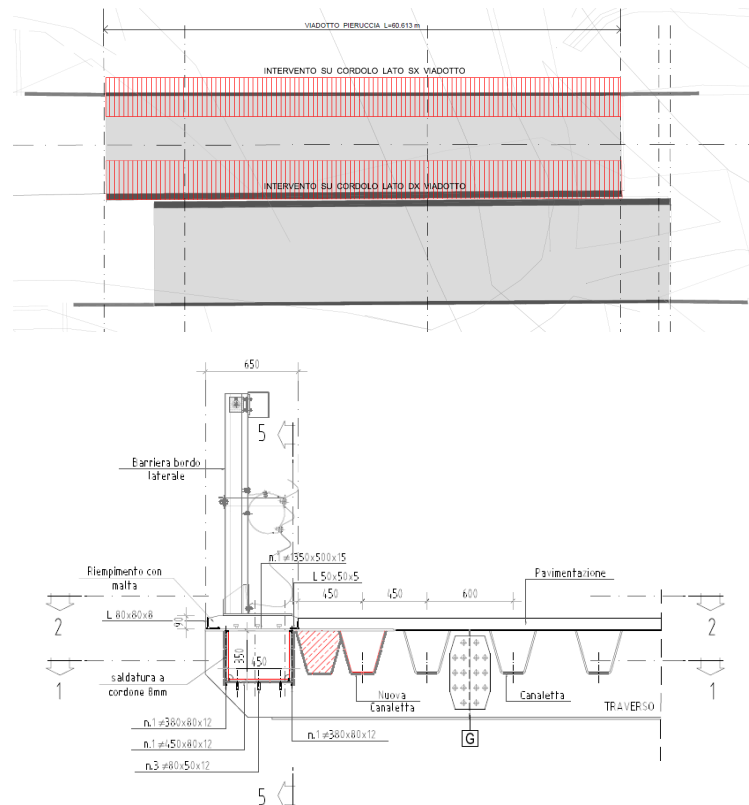 VIADOTTO PIERUCCIA L=60.613 m
INTERVENTO SU CORDOLO LATO SX VIADOTTO
INTERVENTO SU CORDOLO LATO DX VIADOTTO
650
5
Barriera bordo
laterale
n.1 ≠1350x500x15
Riempimento con
malta
L 50x50x5
Pavimentazione
450
450
600
L 80x80x8
90
2
2
350
450
1
1
saldatura a
cordone 8mm
Nuova
Canaletta
Canaletta
TRAVERSO
n.1 ≠380x80x12
n.1 ≠450x80x12
n.1 ≠380x80x12
n.3 ≠80x50x12
G
5